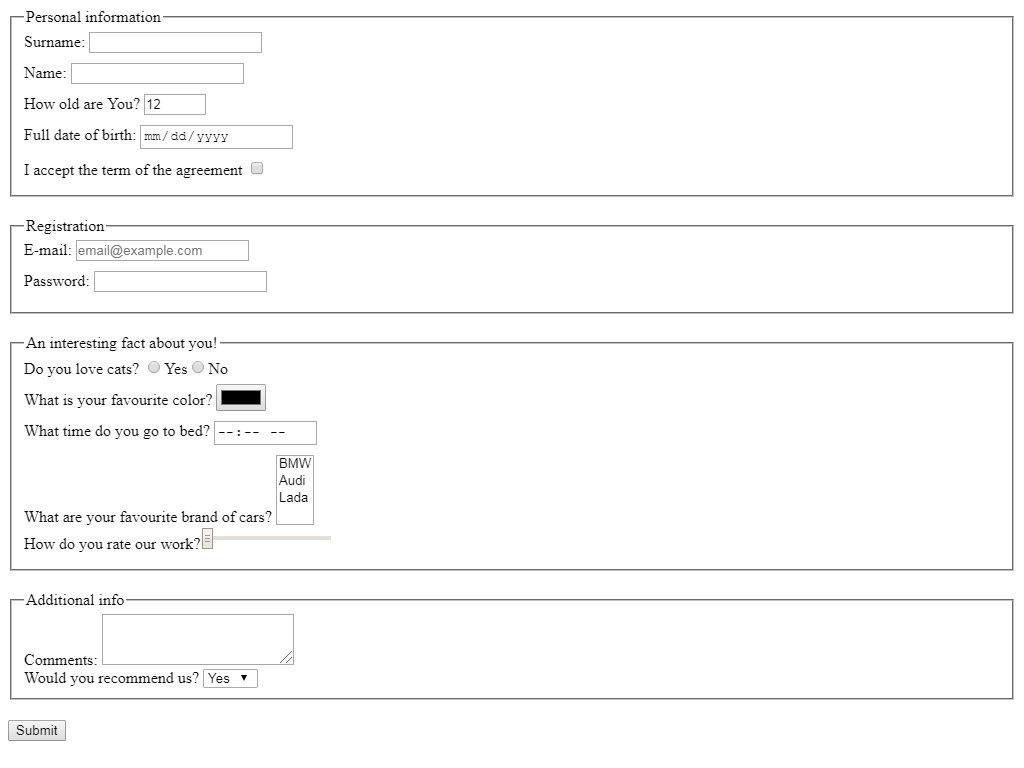 Personal information
Surname:
Name:
How old are You? 12
Full date of birth: mm/dd/yyyy
I accept the term of the agreement
Registration
E-mail: email@example.com
Password:
An interesting fact about you!
Do you love cats? Yes No
What is your favourite color?
What time do you go to bed? --:-- --
BMW
Audi
Lada
What are your favourite brand of cars?
How do you rate our work?
Additional info
Comments:
Would you recommend us? Yes
Submit